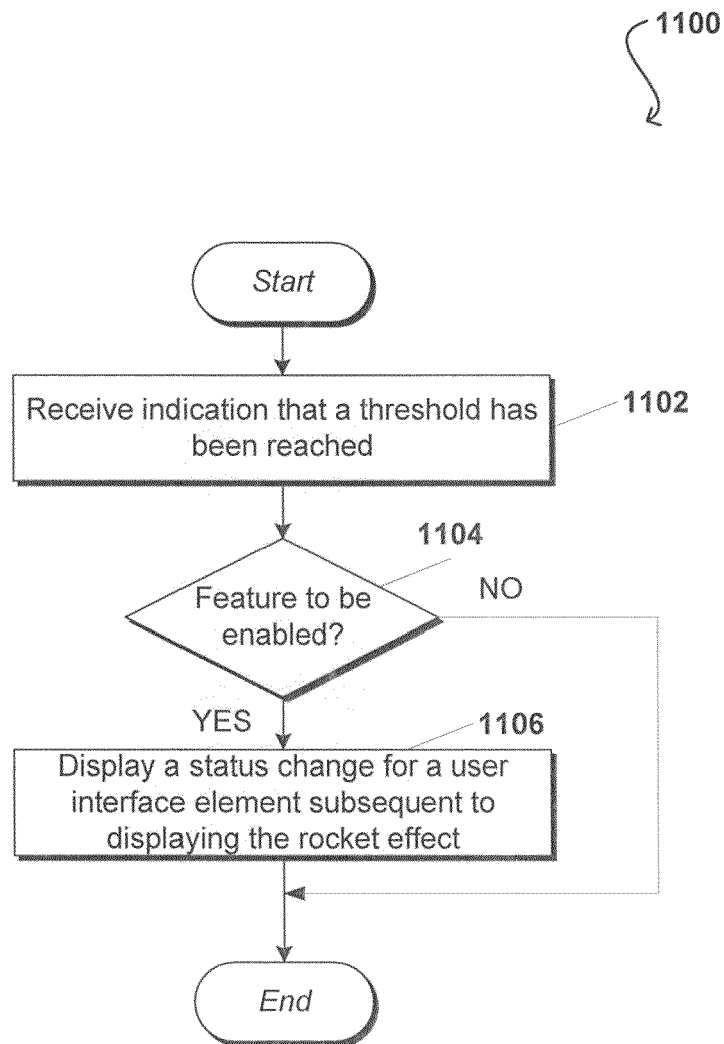 1100
Start
Receive indication that a threshold has
been reached
1102
1104
Feature to be
enabled?
NO
YES
1106
Display a status change for a user
interface element subsequent to
displaying the rocket effect
End